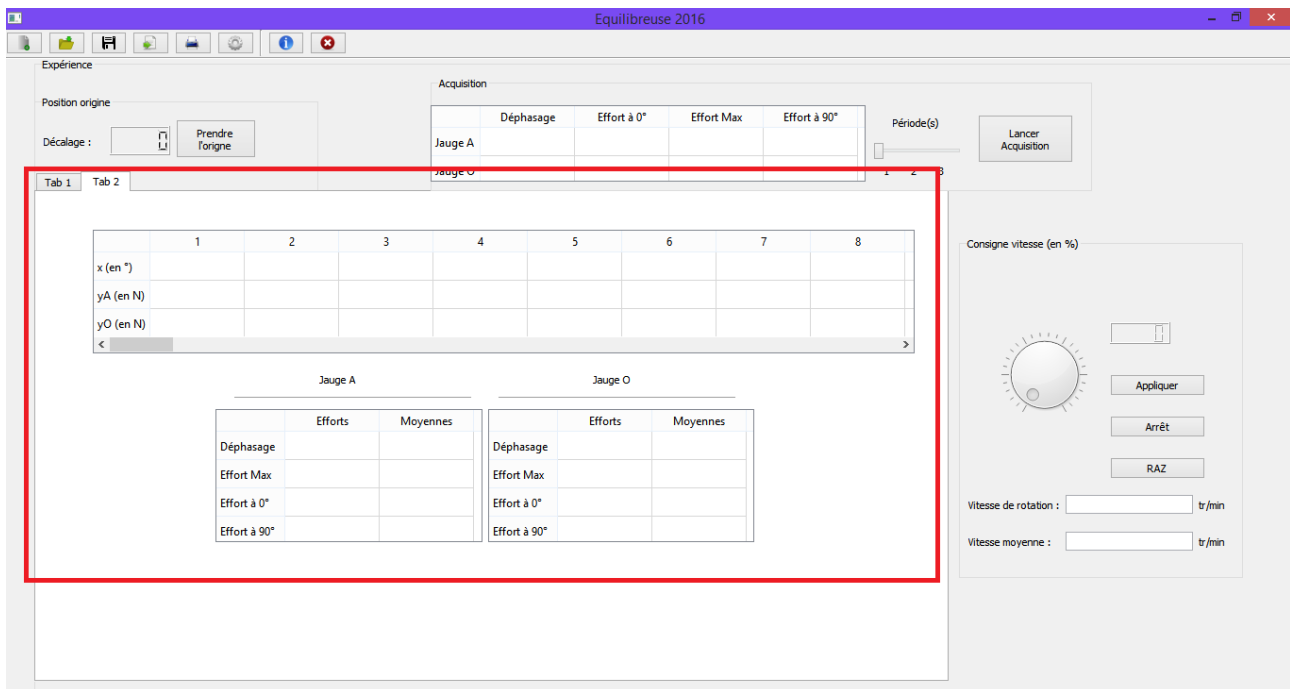 Equilibreuse 2016
Expérience
Acquisition
Position origine
Décalage : 0 Prendre l'origne
Déphasage Effort à 0° Effort Max Effort à 90°
Jauge A
Jauge O
Période(s)
1 2 3
Lancer Acquisition
Tab 1 Tab 2
1 2 3 4 5 6 7 8
x (en °)
yA (en N)
yO (en N)
Jauge A Jauge O
Efforts Moyennes Efforts Moyennes
Déphasage Déphasage
Effort Max Effort Max
Effort à 0° Effort à 0°
Effort à 90° Effort à 90°
Consigne vitesse (en %)
0
Appliquer
Arrêt
RAZ
Vitesse de rotation : tr/min
Vitesse moyenne : tr/min